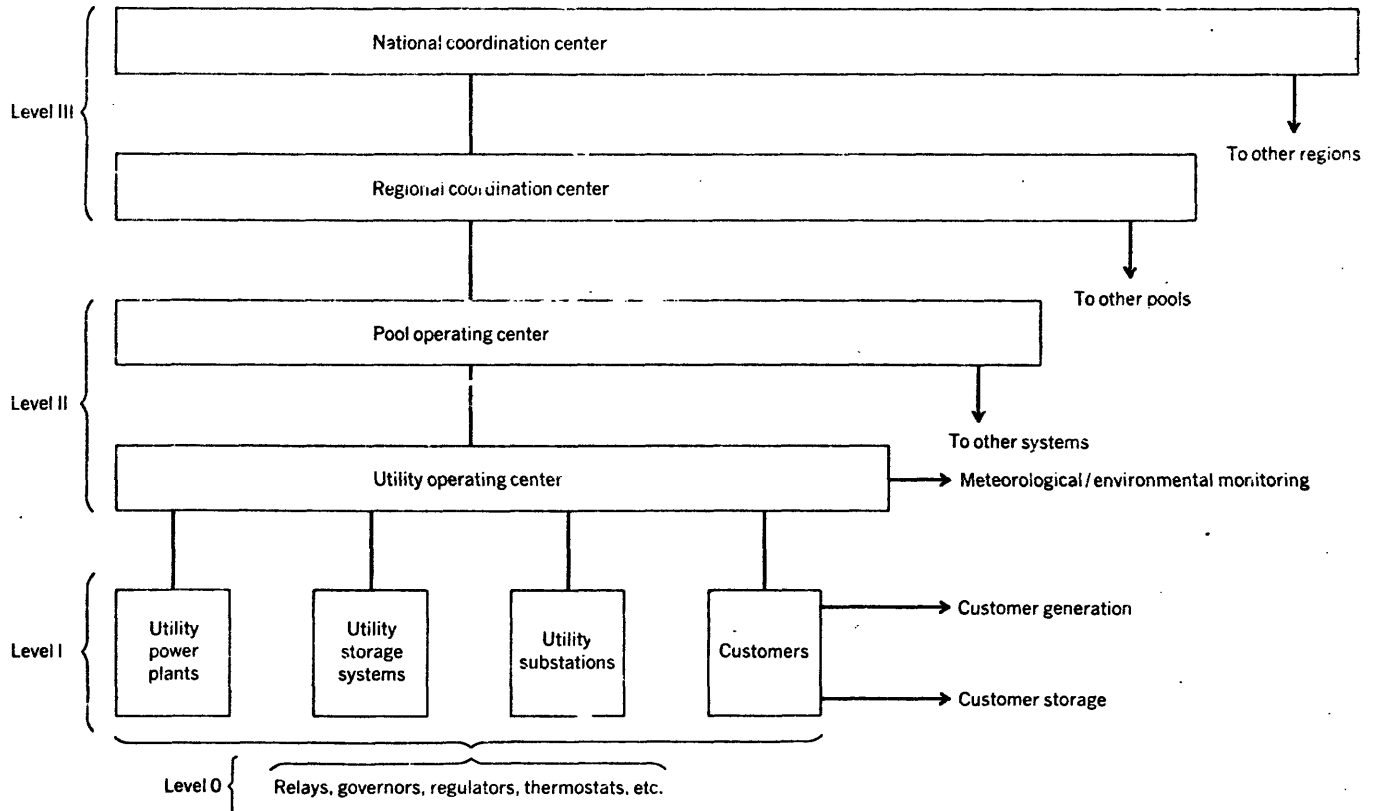 National coordination center
Level III
To other regions
Regional coordination center
To other pools
Pool operating center
Level II
To other systems
Utility operating center
Meteorological/environmental monitoring
Level I
Utility
power
plants
Utility
storage
systems
Utility
substations
Customers
Customer generation
Customer storage
Level 0
Relays, governors, regulators, thermostats, etc.